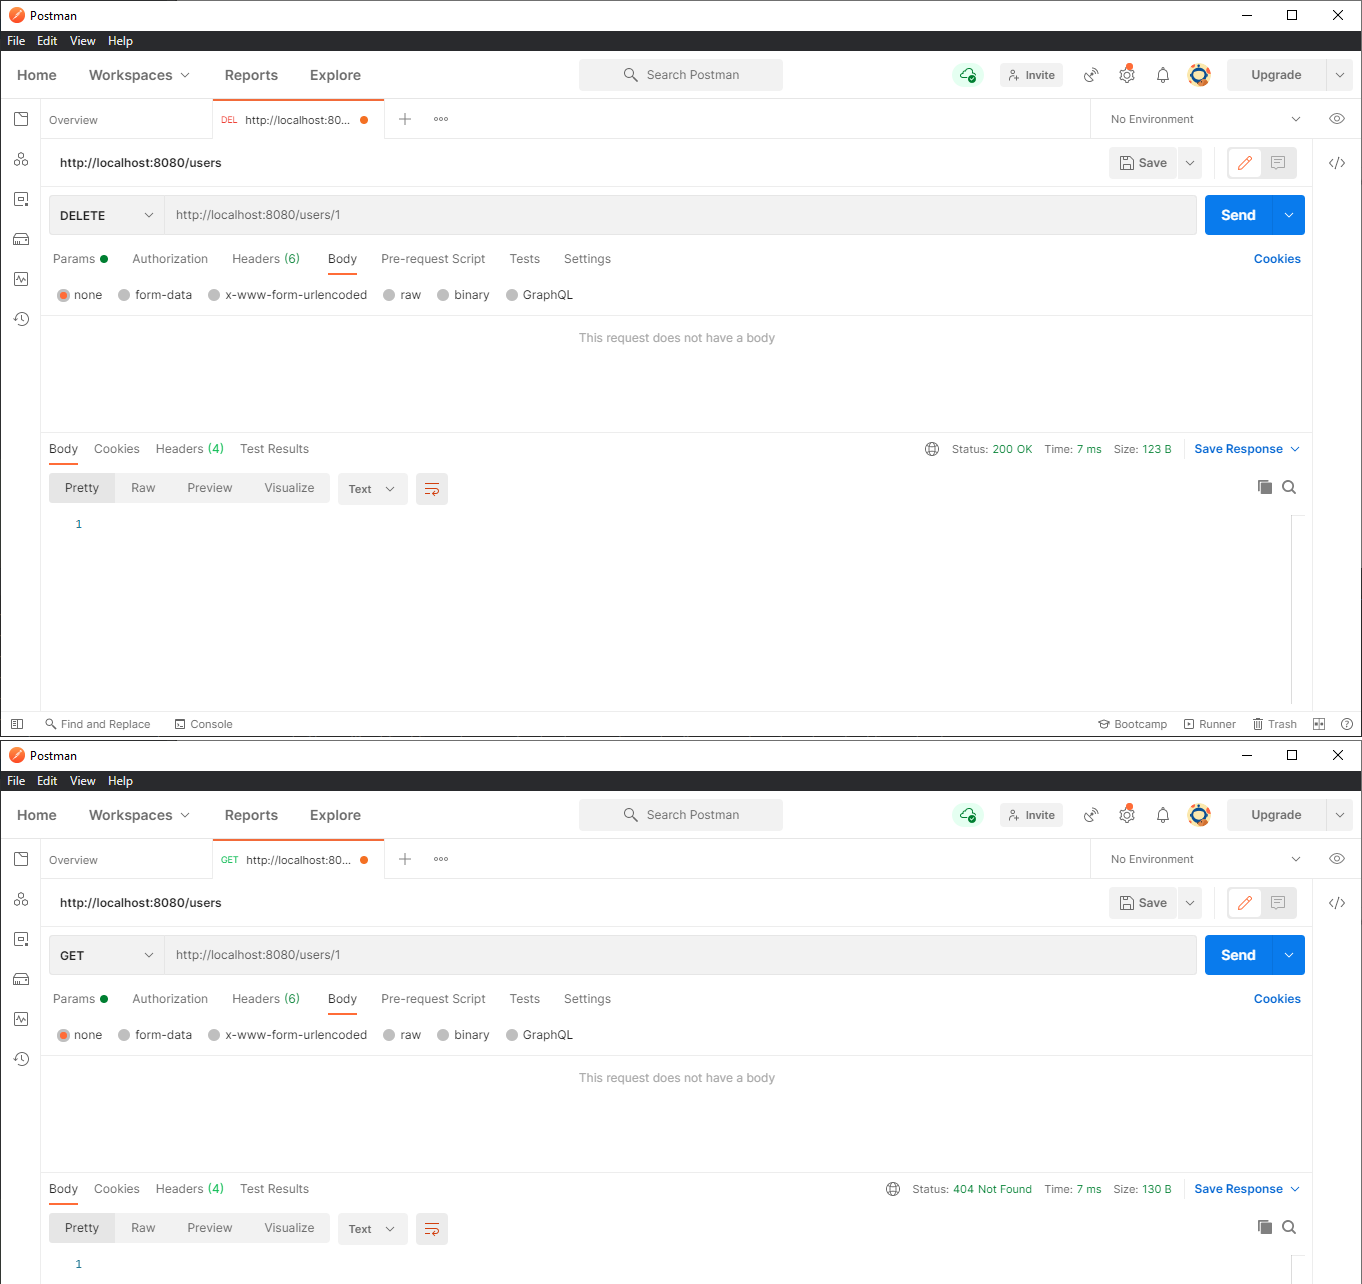 Postman
File Edit View Help
Home Workspaces Reports Explore Search Postman Invite Upgrade
Overview DEL http://localhost:80... No Environment
http://localhost:8080/users Save
DELETE http://localhost:8080/users/1 Send
Params Authorization Headers (6) Body Pre-request Script Tests Settings Cookies
none form-data x-www-form-urlencoded raw binary GraphQL
This request does not have a body
Body Cookies Headers (4) Test Results Status: 200 OK Time: 7 ms Size: 123 B Save Response
Pretty Raw Preview Visualize Text
1
Find and Replace Console Bootcamp Runner Trash
Postman
File Edit View Help
Home Workspaces Reports Explore Search Postman Invite Upgrade
Overview GET http://localhost:80... No Environment
http://localhost:8080/users Save
GET http://localhost:8080/users/1 Send
Params Authorization Headers (6) Body Pre-request Script Tests Settings Cookies
none form-data x-www-form-urlencoded raw binary GraphQL
This request does not have a body
Body Cookies Headers (4) Test Results Status: 404 Not Found Time: 7 ms Size: 130 B Save Response
Pretty Raw Preview Visualize Text
1